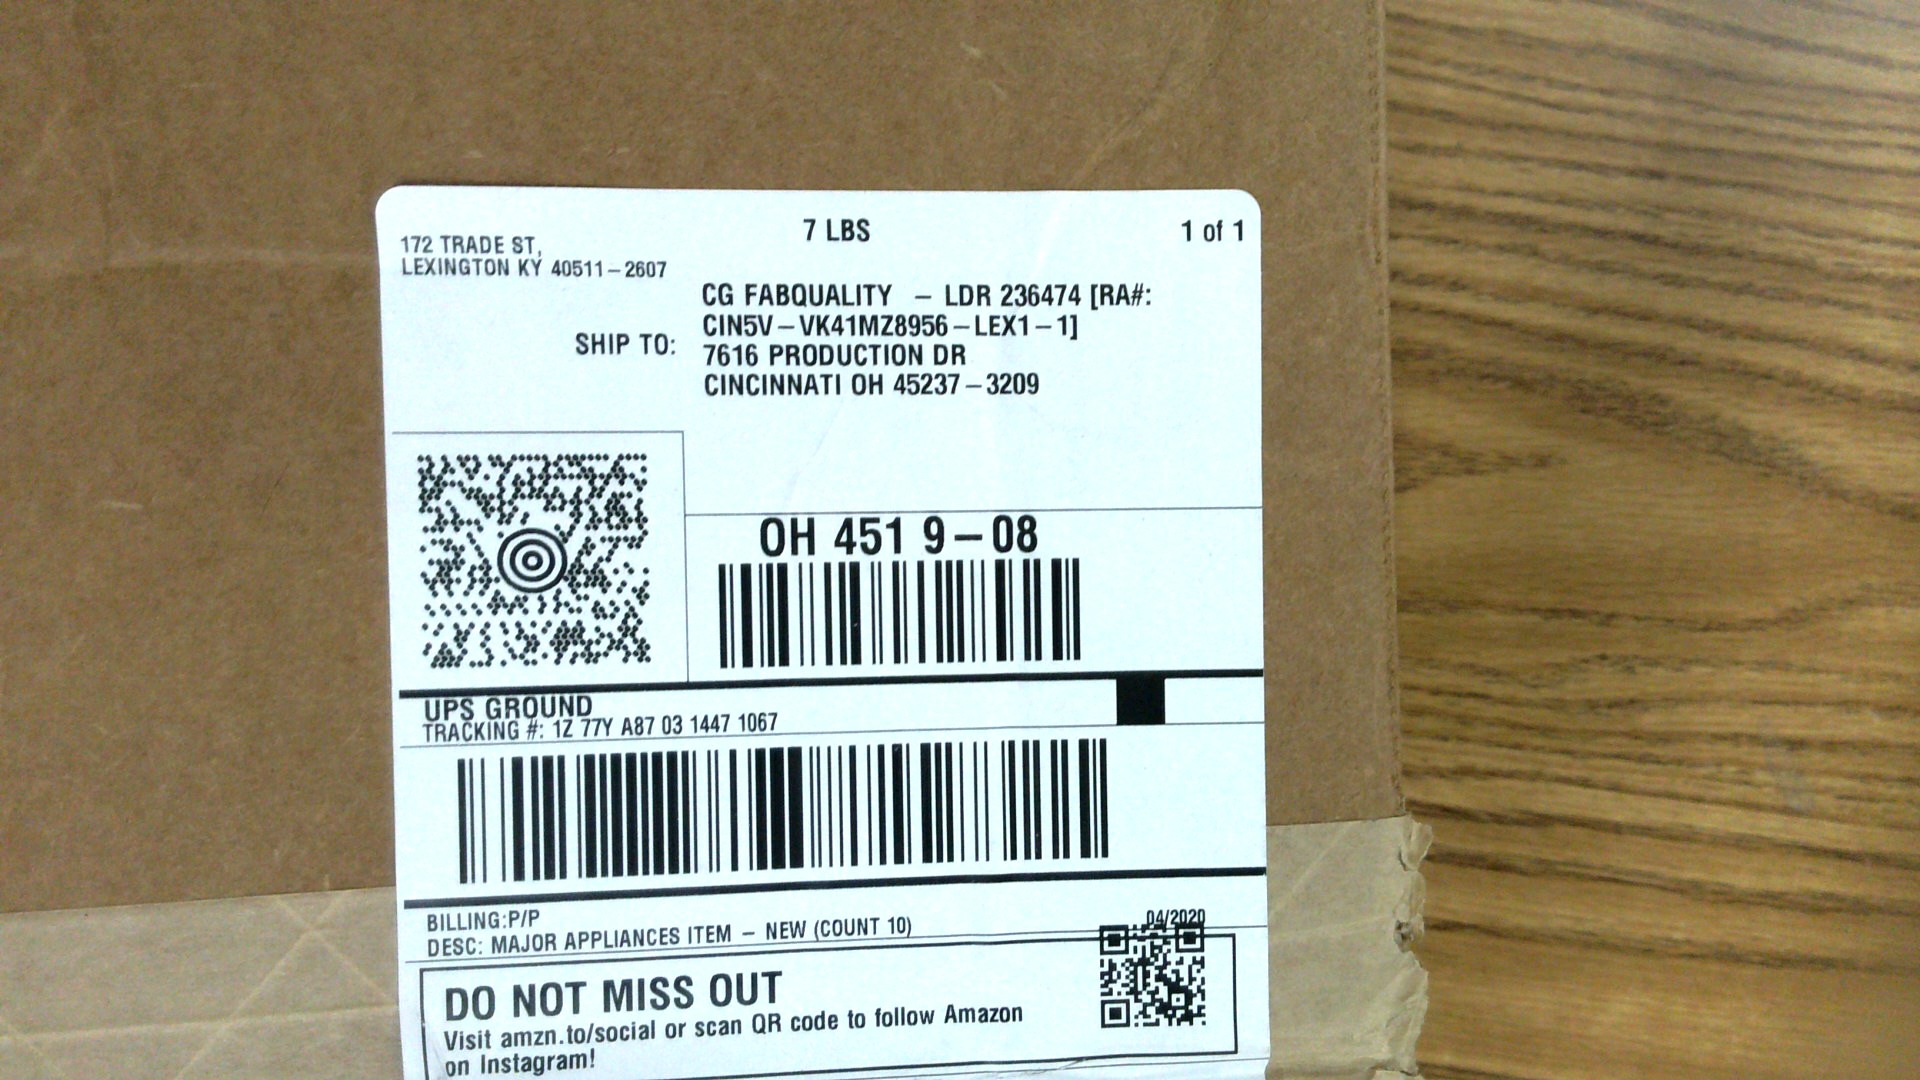 7 LBS
1 of 1
172 TRADE ST,
LEXINGTON KY 40511-2607
SHIP TO:
CG FABQUALITY - LDR 236474 [RA#:
CIN5V-VK41MZ8956-LEX1-1]
7616 PRODUCTION DR
CINCINNATI OH 45237-3209
OH 451 9-08
UPS GROUND
TRACKING #: 1Z 77Y A87 03 1447 1067
BILLING:P/P
DESC: MAJOR APPLIANCES ITEM - NEW (COUNT 10)
04/2020
DO NOT MISS OUT
Visit amzn.to/social or scan QR code to follow Amazon
on Instagram!